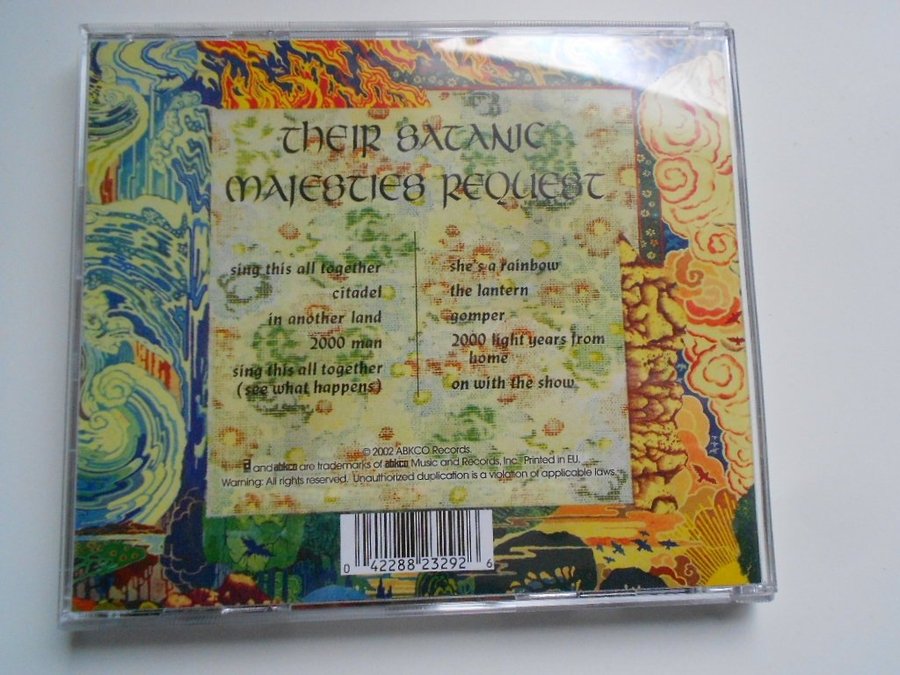 THEIR SATANIC
MAJESTIES REQUEST
sing this all together
citadel
in another land
2000 man
sing this all together
(see what happens)
she's a rainbow
the lantern
gomper
2000 light years from
home
on with the show
© 2002 ABKCO Records.
and abkco are trademarks of abkco Music and Records, Inc. Printed in EU.
Warning: All rights reserved. Unauthorized duplication is a violation of applicable laws.
0 42288 23292 6